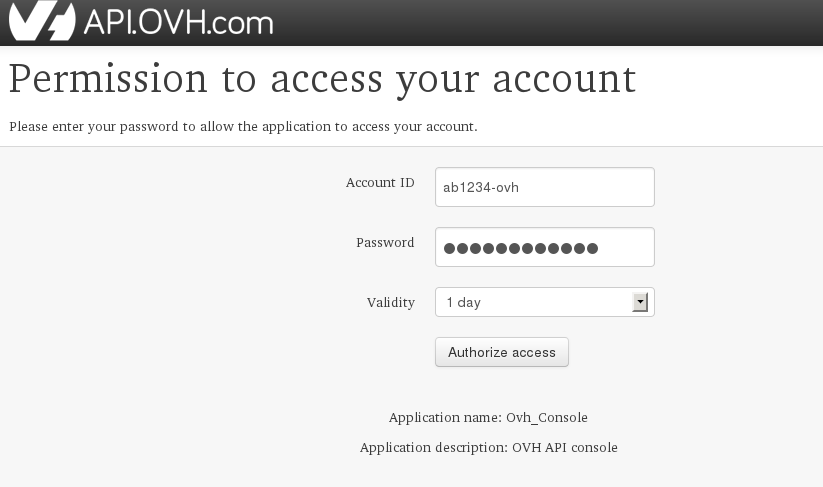 API.OVH.com
Permission to access your account
Please enter your password to allow the application to access your account.
Account ID
ab1234-ovh
Password
●●●●●●●●●●●●
Validity
1 day
Authorize access
Application name: Ovh_Console
Application description: OVH API console